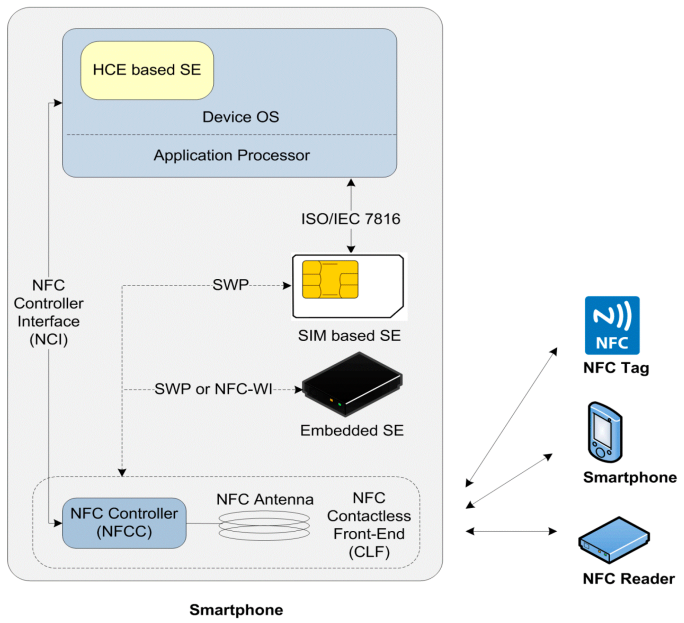 HCE based SE
Device OS
Application Processor
ISO/IEC 7816
NFC
Controller
Interface
(NCI)
SWP
SIM based SE
SWP or NFC-WI
Embedded SE
NFC Controller
(NFCC)
NFC Antenna
NFC
Contactless
Front-End
(CLF)
Smartphone
NFC
NFC Tag
Smartphone
NFC Reader